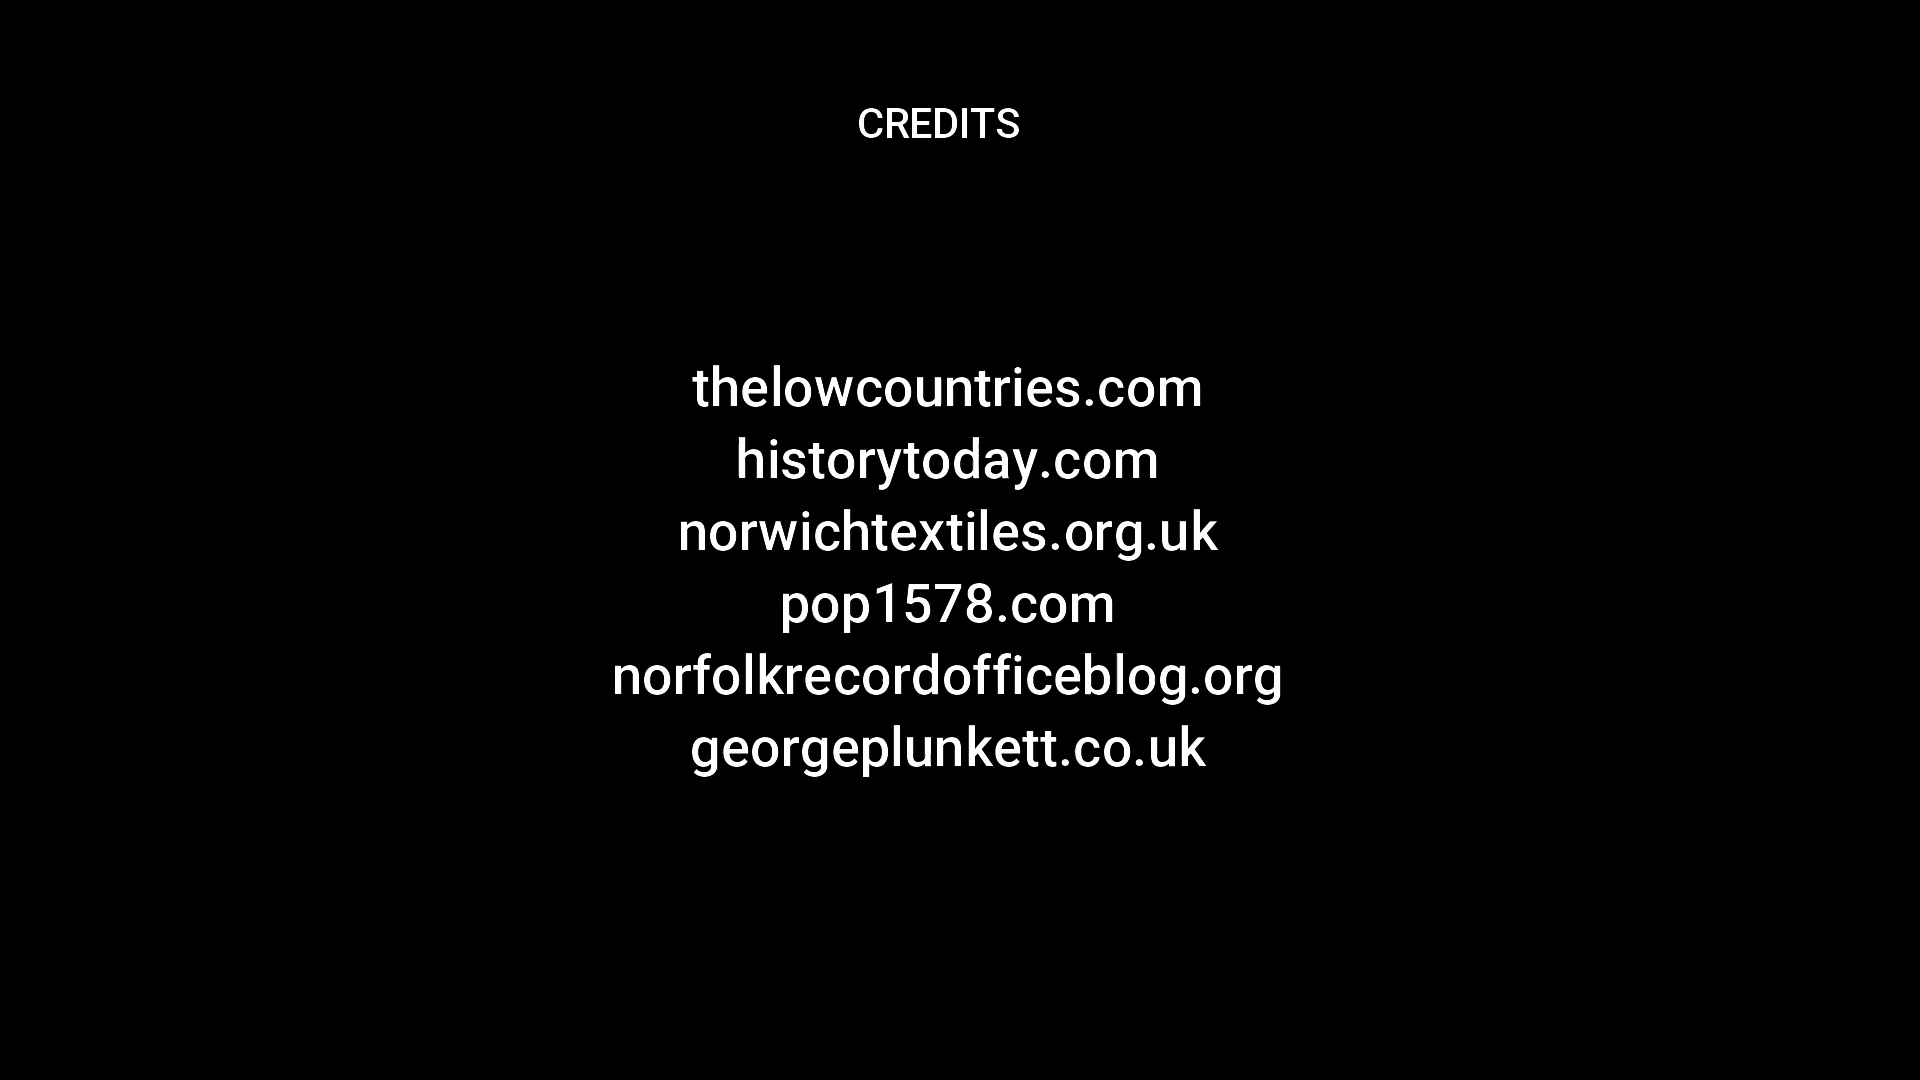 CREDITS
thelowcountries.com
historytoday.com
norwichtextiles.org.uk
pop1578.com
norfolkrecordofficeblog.org
georgeplunkett.co.uk